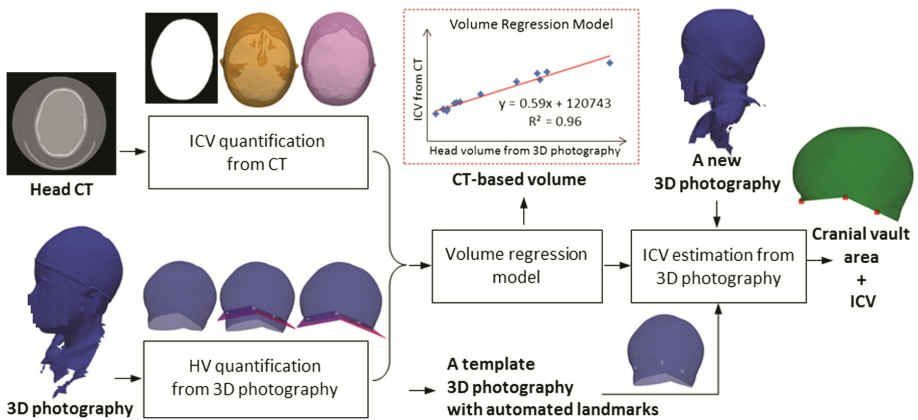 Volume Regression Model
ICV from CT
y = 0.59x + 120743
R² = 0.96
Head volume from 3D photography
CT-based volume
ICV quantification
from CT
Head CT
A new
3D photography
Cranial vault
area
+
ICV
Volume regression
model
ICV estimation from
3D photography
HV quantification
from 3D photography
3D photography
A template
3D photography
with automated landmarks